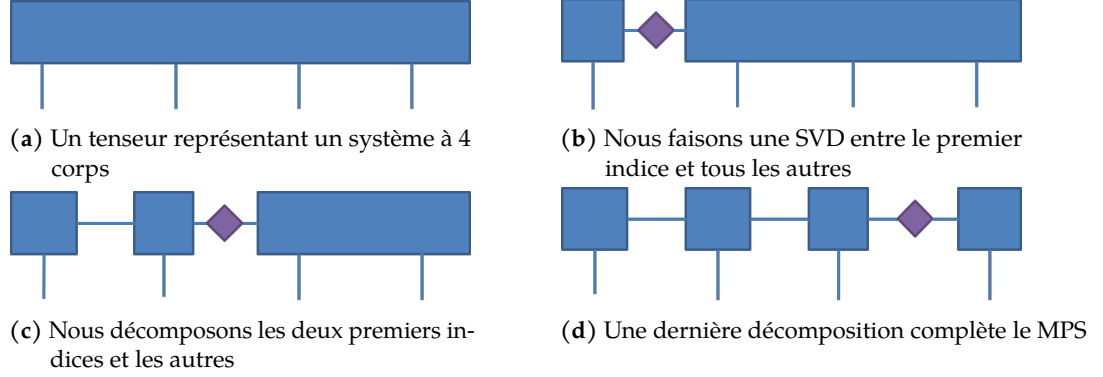 (a) Un tenseur représentant un système à 4
corps
(b) Nous faisons une SVD entre le premier
indice et tous les autres
(c) Nous décomposons les deux premiers in-
dices et les autres
(d) Une dernière décomposition complète le MPS